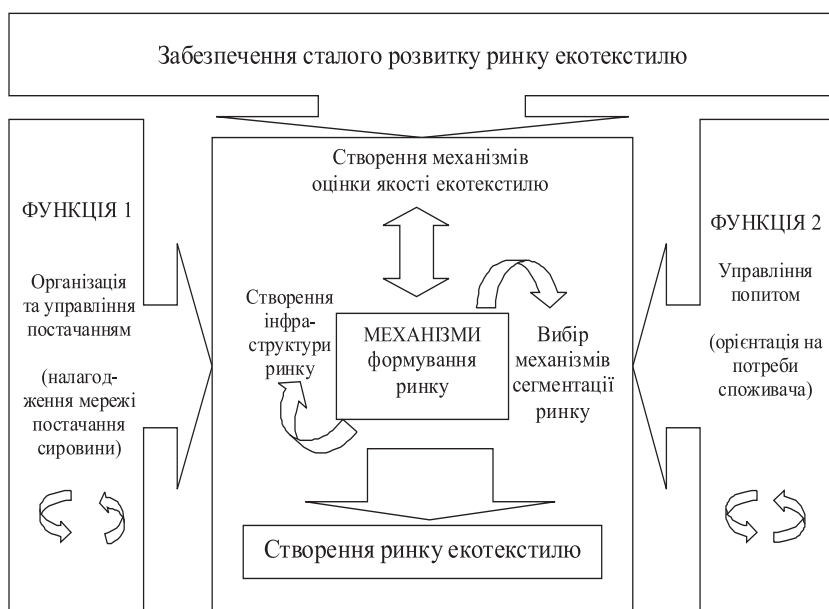 Забезпечення сталого розвитку ринку екотекстилю
ФУНКЦІЯ 1
Організація
та управління
постачанням
(налагод-
ження мережі
постачання
сировини)
Створення механізмів
оцінки якості екотекстилю
Створення
інфра-
структури
ринку
МЕХАНІЗМИ
формування
ринку
Вибір
механізмів
сегментації
ринку
Створення ринку екотекстилю
ФУНКЦІЯ 2
Управління
попитом
(орієнтація на
потреби
споживача)